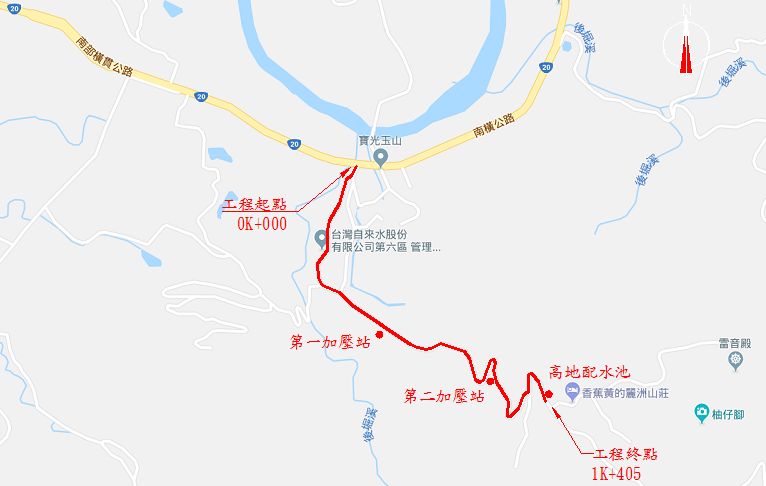 20
南部橫貫公路
20
20
20
N
後堀溪
後堀溪
南橫公路
寶光玉山
後堀溪
工程起點
0K+000
台灣自來水股份
有限公司第六區 管理...
第一加壓站
雷音殿
高地配水池
香蕉黃的麗洲山莊
第二加壓站
柚仔腳
後堀溪
工程終點
1K+405